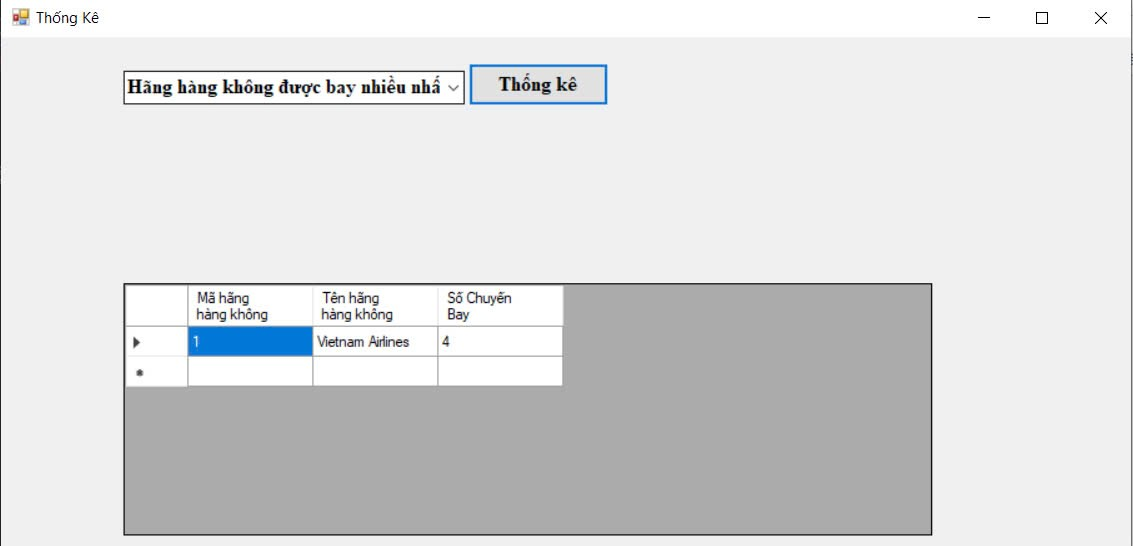 Thống Kê
Hãng hàng không được bay nhiều nhấ
Thống kê
Mã hãng
hàng không
Tên hãng
hàng không
Số Chuyến
Bay
1
Vietnam Airlines
4